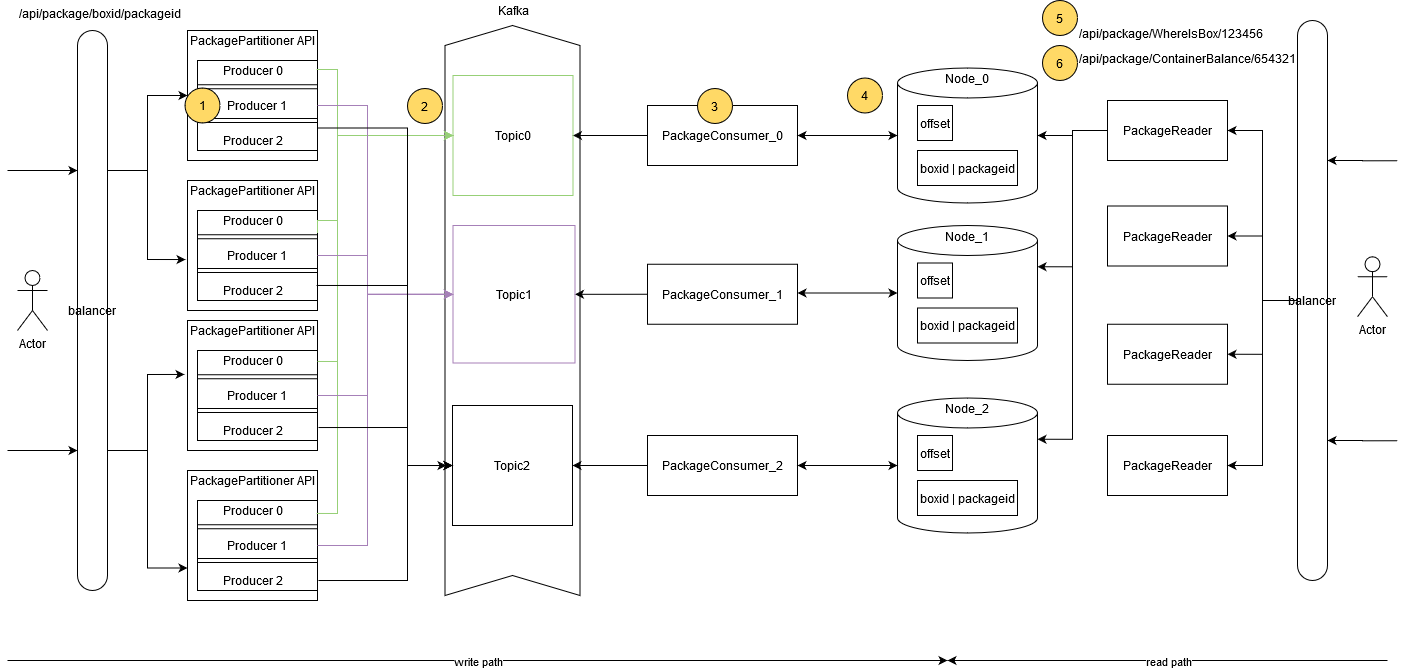 /api/package/boxid/packageid
Kafka
5
/api/package/WhereIsBox/123456
6
/api/package/ContainerBalance/654321
PackagePartitioner API
Producer 0
1
Producer 1
Producer 2
2
Topic0
3
PackageConsumer_0
4
Node_0
offset
boxid | packageid
PackageReader
PackagePartitioner API
Producer 0
Producer 1
Producer 2
Topic1
PackageConsumer_1
Node_1
offset
boxid | packageid
PackageReader
Actor
balancer
balancer
Actor
PackagePartitioner API
Producer 0
Producer 1
Producer 2
PackageReader
Topic2
PackageConsumer_2
Node_2
offset
boxid | packageid
PackageReader
PackagePartitioner API
Producer 0
Producer 1
Producer 2
write path
read path